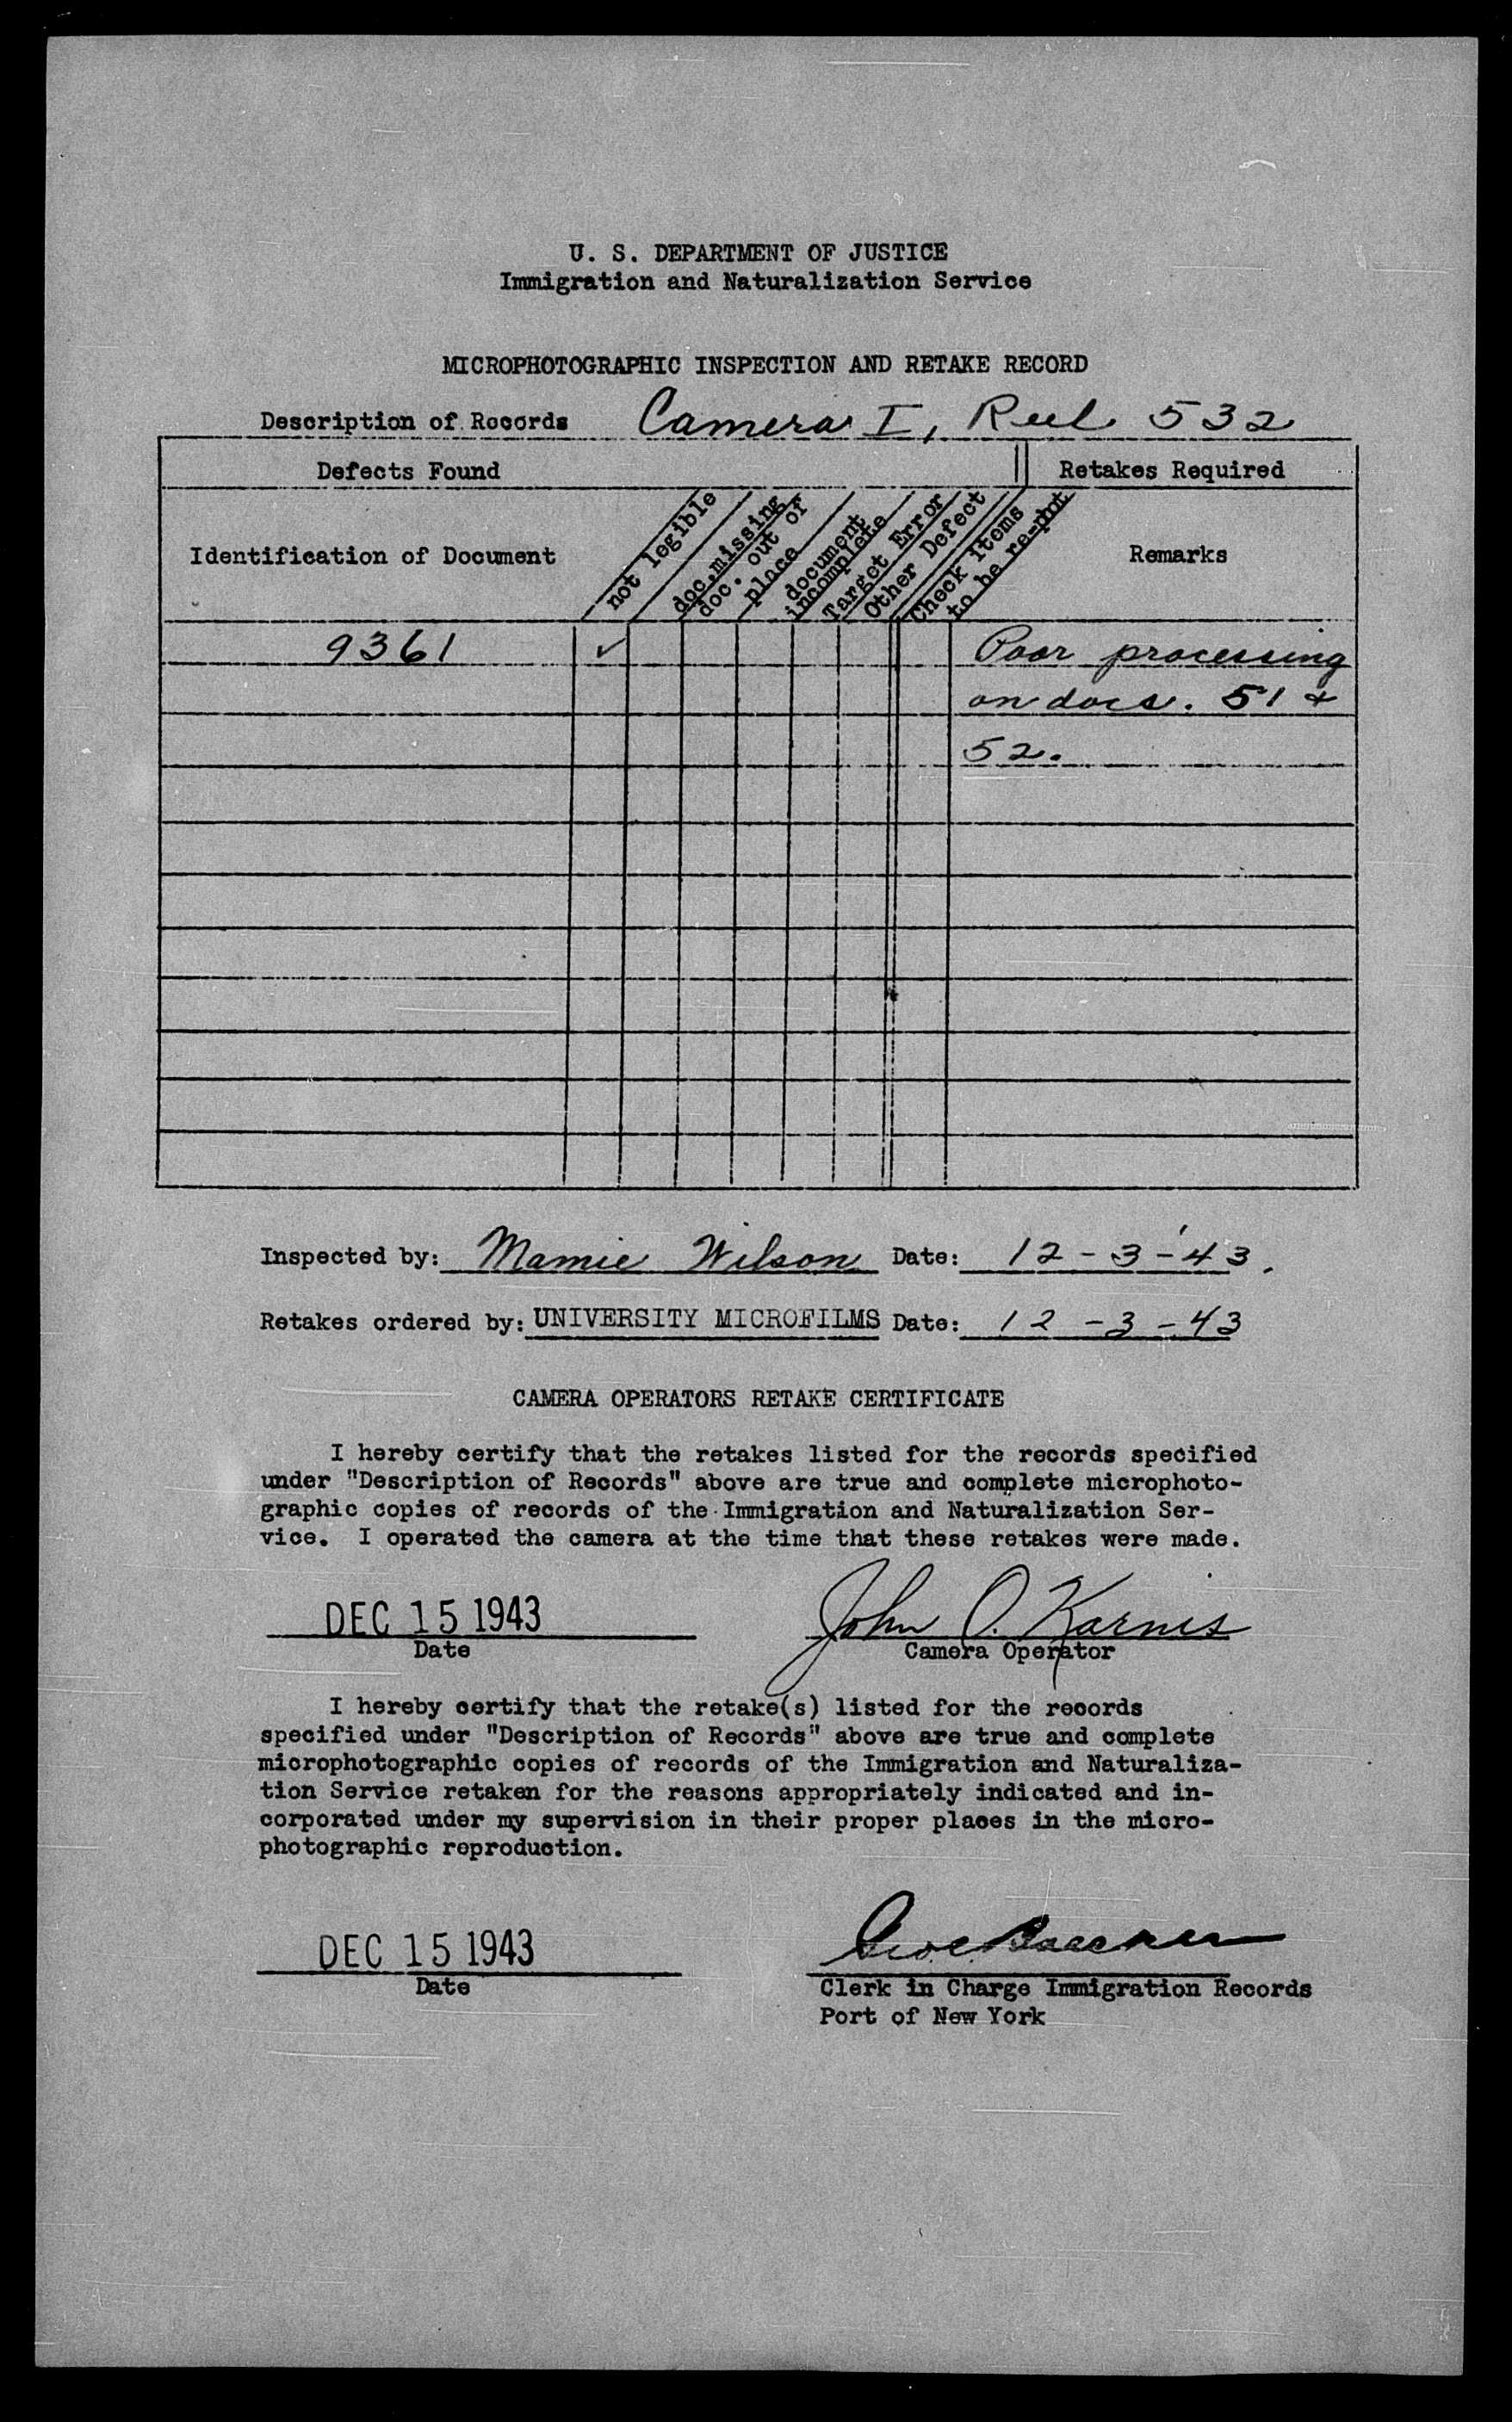 U. S. DEPARTMENT OF JUSTICE
Immigration and Naturalization Service
MICROPHOTOGRAPHIC INSPECTION AND RETAKE RECORD
Description of Records Camera I, Reel 532
Defects Found Retakes Required
Identification of Document
not legible
doc. missing
doc. out of
place
document
incomplete
Target Error
Other Defect
Check items
to be re-phot
Remarks
9361 ✓ Poor processing
on docs. 51 &
52.
Inspected by: Mamie Wilson Date: 12-3-43.
Retakes ordered by: UNIVERSITY MICROFILMS Date: 12-3-43
CAMERA OPERATORS RETAKE CERTIFICATE
I hereby certify that the retakes listed for the records specified
under "Description of Records" above are true and complete microphoto-
graphic copies of records of the Immigration and Naturalization Ser-
vice. I operated the camera at the time that these retakes were made.
DEC 15 1943 John O. Karnes
Date Camera Operator
I hereby certify that the retake(s) listed for the records
specified under "Description of Records" above are true and complete
microphotographic copies of records of the Immigration and Naturaliza-
tion Service retaken for the reasons appropriately indicated and in-
corporated under my supervision in their proper places in the micro-
photographic reproduction.
DEC 15 1943
Date Clerk in Charge Immigration Records
Port of New York